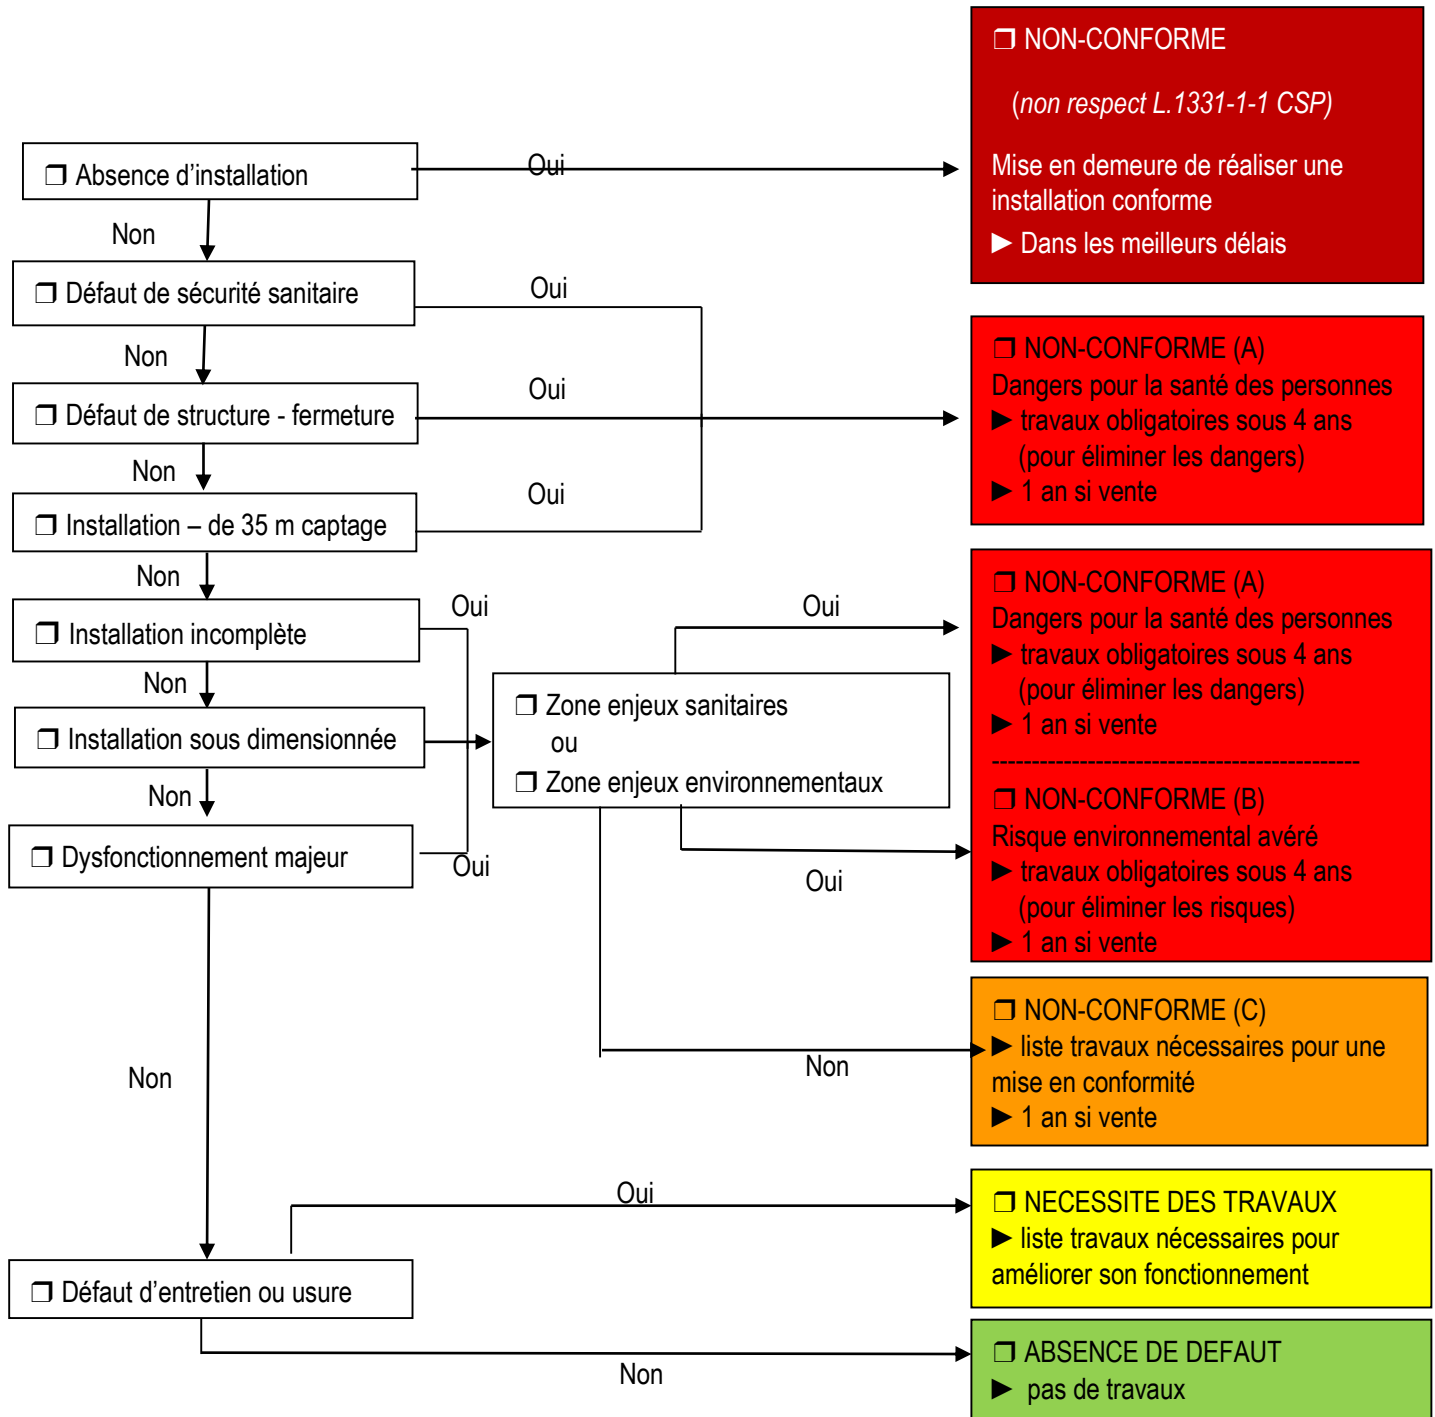 ❒ Absence d'installation
Oui
Non
❒ Défaut de sécurité sanitaire
Oui
Non
❒ Défaut de structure - fermeture
Oui
Non
❒ Installation – de 35 m captage
Oui
Non
❒ Installation incomplète
Oui
Non
❒ Installation sous dimensionnée
Non
❒ Dysfonctionnement majeur
Oui
❒ Zone enjeux sanitaires
ou
❒ Zone enjeux environnementaux
Oui
Oui
Non
Non
❒ Défaut d'entretien ou usure
Oui
Non
❒ NON-CONFORME
(non respect L.1331-1-1 CSP)
Mise en demeure de réaliser une
installation conforme
► Dans les meilleurs délais
❒ NON-CONFORME (A)
Dangers pour la santé des personnes
► travaux obligatoires sous 4 ans
(pour éliminer les dangers)
► 1 an si vente
❒ NON-CONFORME (A)
Dangers pour la santé des personnes
► travaux obligatoires sous 4 ans
(pour éliminer les dangers)
► 1 an si vente
----------------------------------------------
❒ NON-CONFORME (B)
Risque environnemental avéré
► travaux obligatoires sous 4 ans
(pour éliminer les risques)
► 1 an si vente
❒ NON-CONFORME (C)
► liste travaux nécessaires pour une
mise en conformité
► 1 an si vente
❒ NECESSITE DES TRAVAUX
► liste travaux nécessaires pour
améliorer son fonctionnement
❒ ABSENCE DE DEFAUT
► pas de travaux